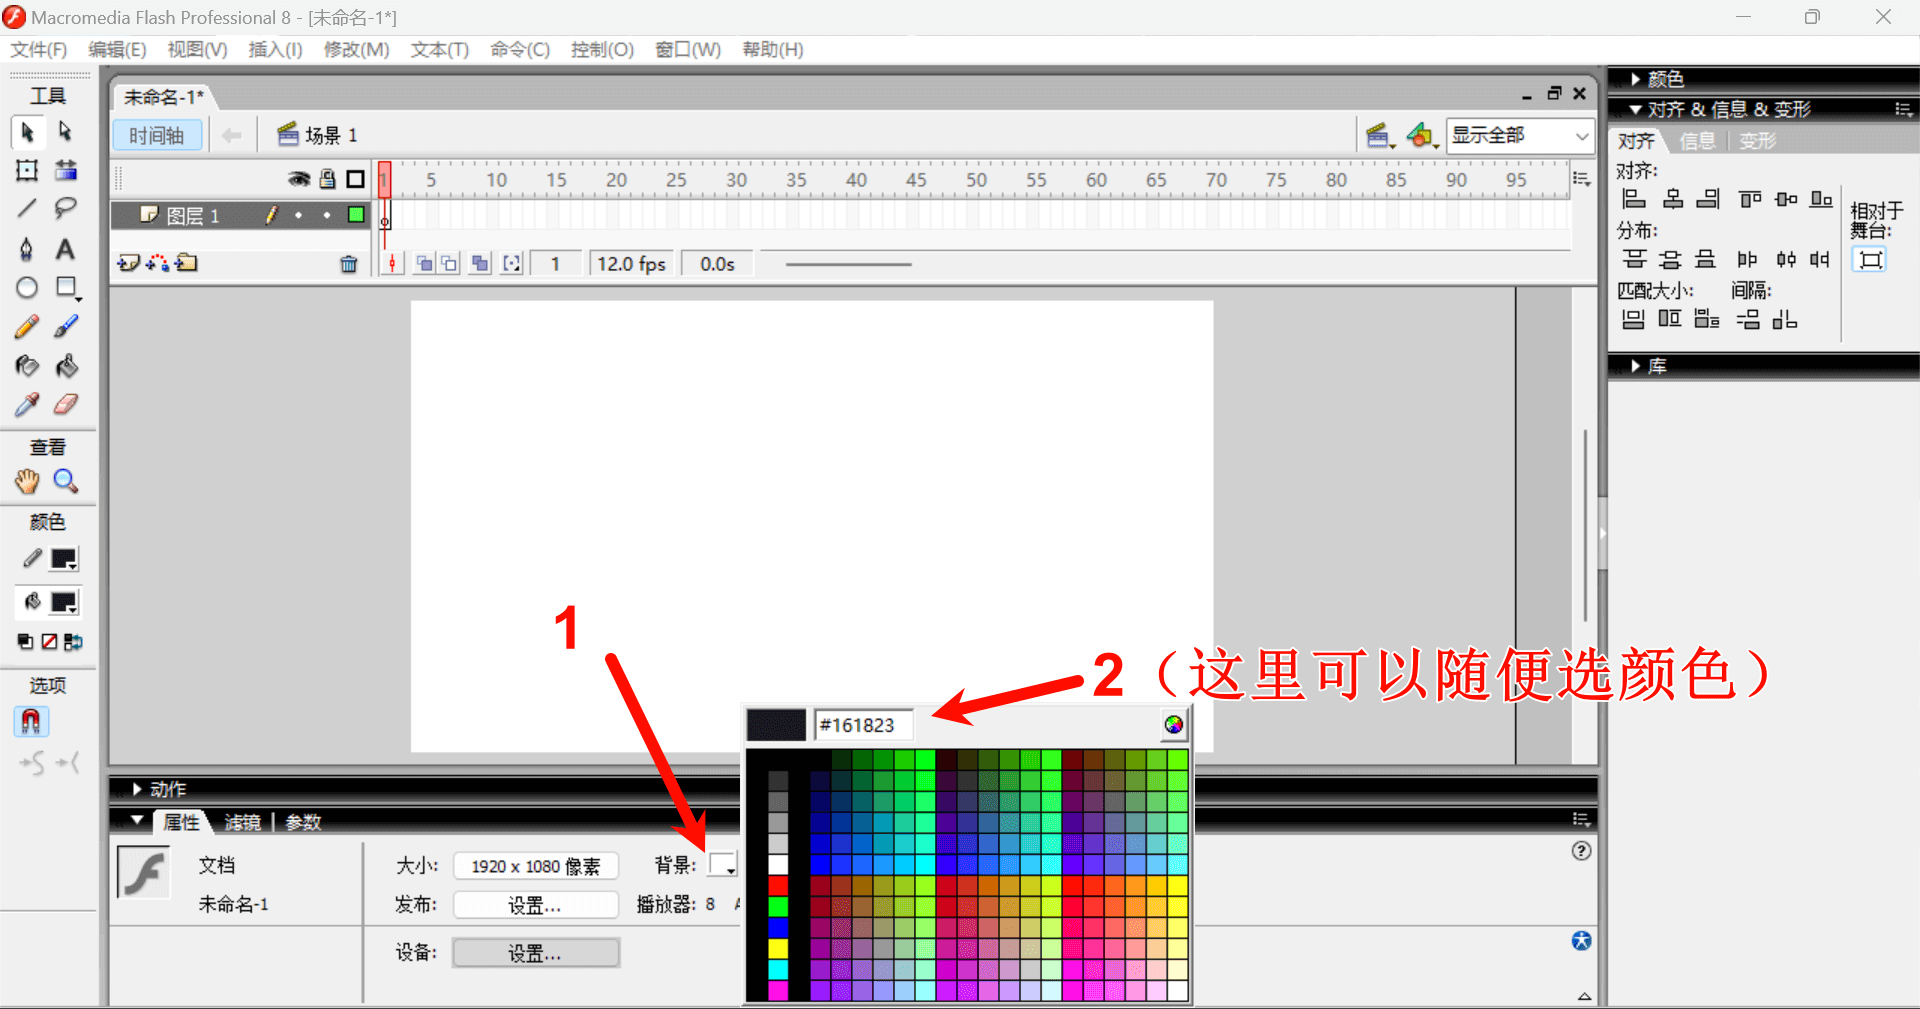 Macromedia Flash Professional 8 - [未命名-1*]
文件(F) 编辑(E) 视图(V) 插入(I) 修改(M) 文本(T) 命令(C) 控制(O) 窗口(W) 帮助(H)
工具
未命名-1*
时间轴 场景 1 显示全部
1 5 10 15 20 25 30 35 40 45 50 55 60 65 70 75 80 85 90 95
图层 1
1 12.0 fps 0.0s
查看
颜色
选项
颜色
对齐 & 信息 & 变形
对齐 信息 变形
对齐:
相对于
舞台:
分布:
匹配大小: 间隔:
库
1
2（这里可以随便选颜色）
#161823
动作
属性 滤镜 参数
文档
未命名-1
大小: 1920 x 1080 像素 背景:
发布: 设置... 播放器: 8
设备: 设置...